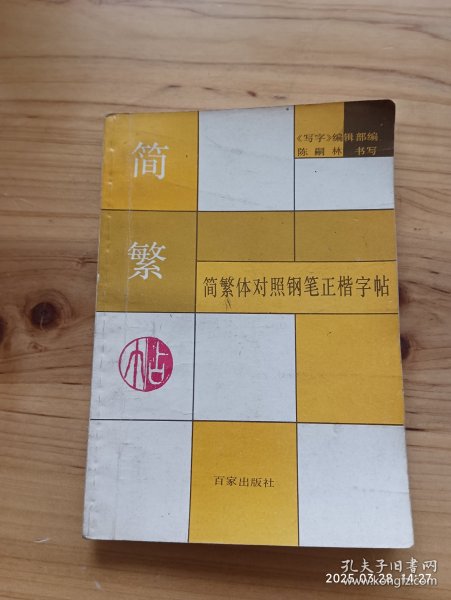 《写字》编辑部编
陈嗣林 书写
简
繁
帖
简繁体对照钢笔正楷字帖
百家出版社
孔夫子旧书网
2025.03.28 14:27